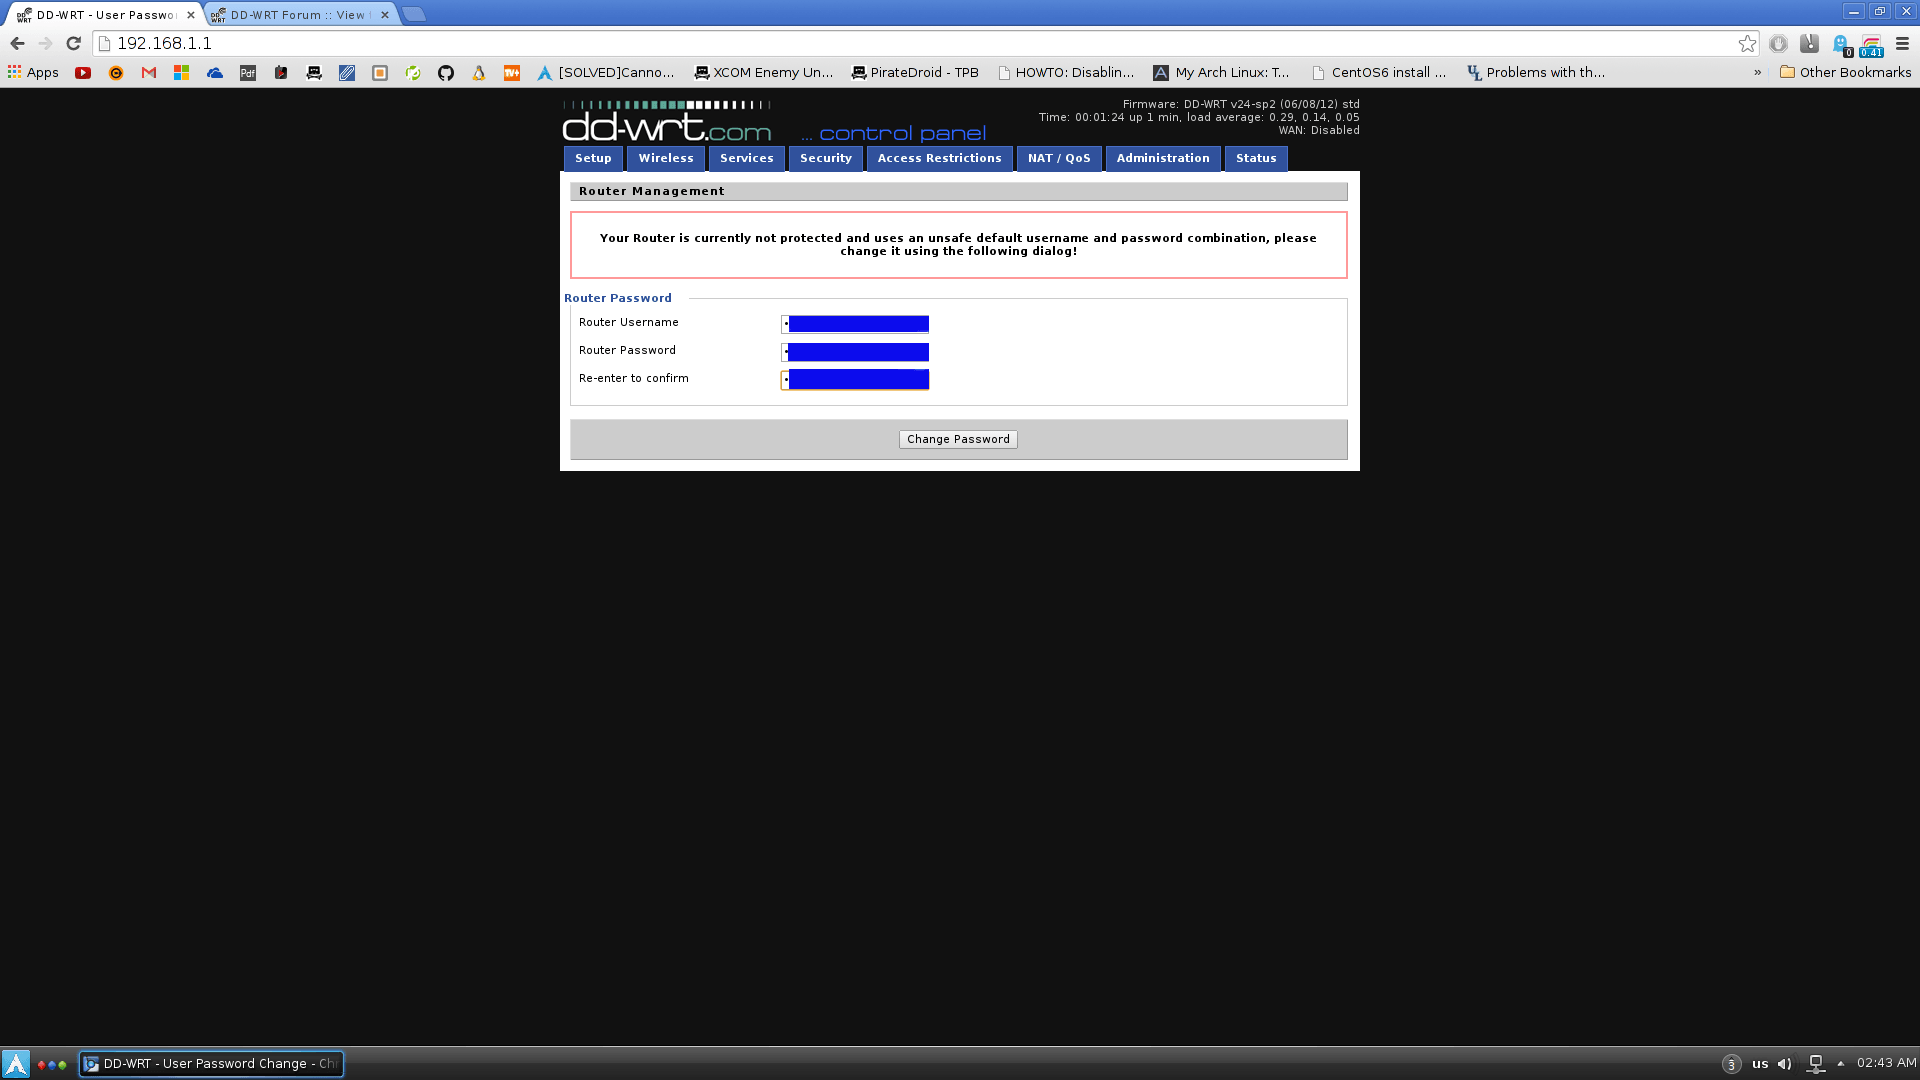 DD-WRT - User Passwo
DD-WRT Forum :: View
192.168.1.1
0
0.41
Apps
Pdf
[SOLVED]Canno...
XCOM Enemy Un...
PirateDroid - TPB
HOWTO: Disablin...
My Arch Linux: T...
CentOS6 install ...
Problems with th...
»
Other Bookmarks
dd-wrt.com
... control panel
Firmware: DD-WRT v24-sp2 (06/08/12) std
Time: 00:01:24 up 1 min, load average: 0.29, 0.14, 0.05
WAN: Disabled
Setup
Wireless
Services
Security
Access Restrictions
NAT / QoS
Administration
Status
Router Management
Your Router is currently not protected and uses an unsafe default username and password combination, please
change it using the following dialog!
Router Password
Router Username
Router Password
Re-enter to confirm
Change Password
DD-WRT - User Password Change - Ch
3
us
02:43 AM